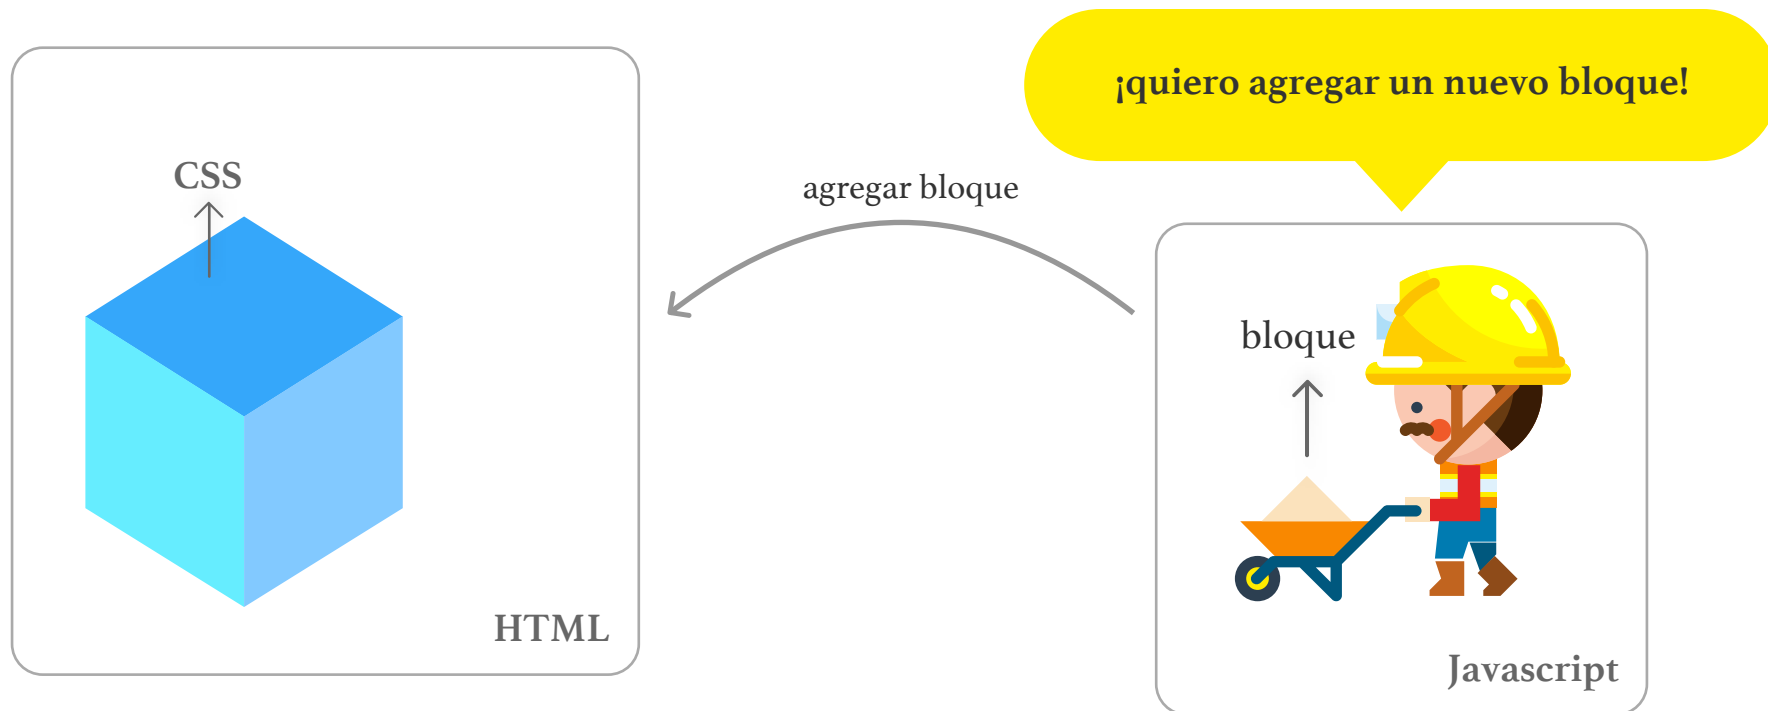 ¡quiero agregar un nuevo bloque!
CSS
agregar bloque
bloque
HTML
Javascript